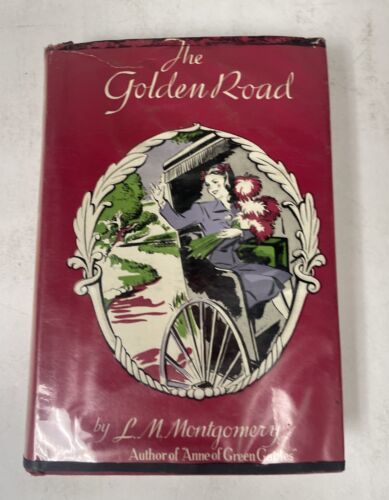 The
Golden Road
by L. M. Montgomery
Author of "Anne of Green Gables"